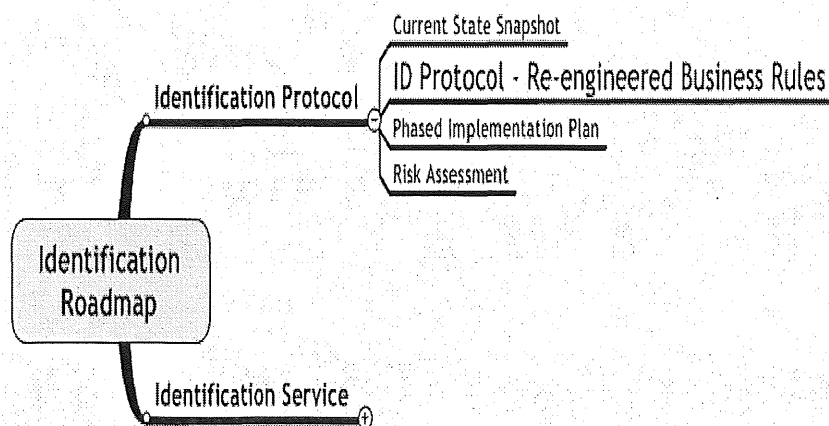 Current State Snapshot
ID Protocol - Re-engineered Business Rules
Identification Protocol
Phased Implementation Plan
Risk Assessment
Identification
Roadmap
Identification Service